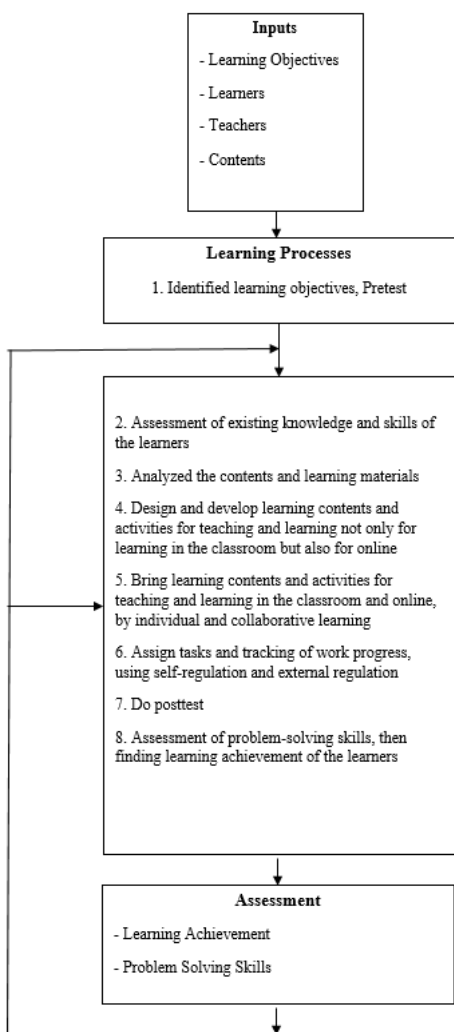 Inputs
- Learning Objectives
- Learners
- Teachers
- Contents
Learning Processes
1. Identified learning objectives, Pretest
2. Assessment of existing knowledge and skills of
the learners
3. Analyzed the contents and learning materials
4. Design and develop learning contents and
activities for teaching and learning not only for
learning in the classroom but also for online
5. Bring learning contents and activities for
teaching and learning in the classroom and online,
by individual and collaborative learning
6. Assign tasks and tracking of work progress,
using self-regulation and external regulation
7. Do posttest
8. Assessment of problem-solving skills, then
finding learning achievement of the learners
Assessment
- Learning Achievement
- Problem Solving Skills